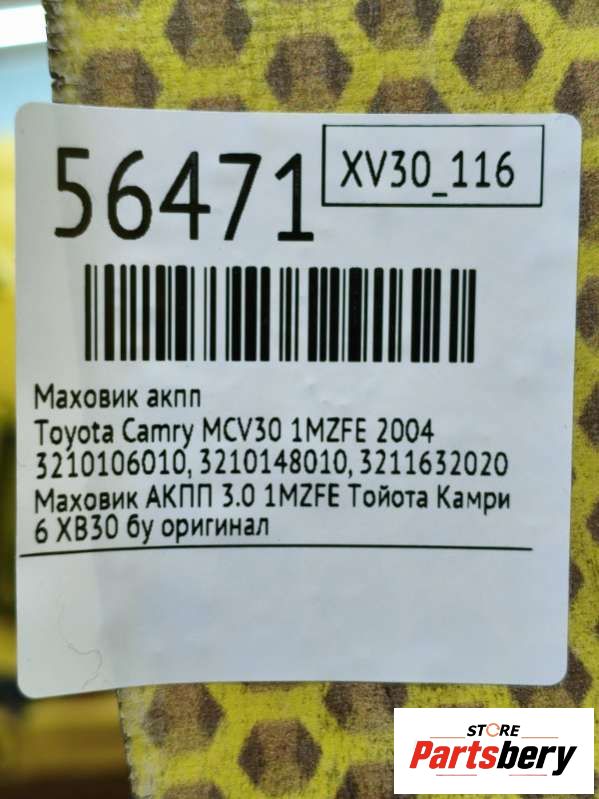 56471
XV30_116
Маховик акпп
Toyota Camry MCV30 1MZFE 2004
3210106010, 3210148010, 3211632020
Маховик АКПП 3.0 1MZFE Тойота Камри
6 ХВ30 бу оригинал
STORE
Partsbery